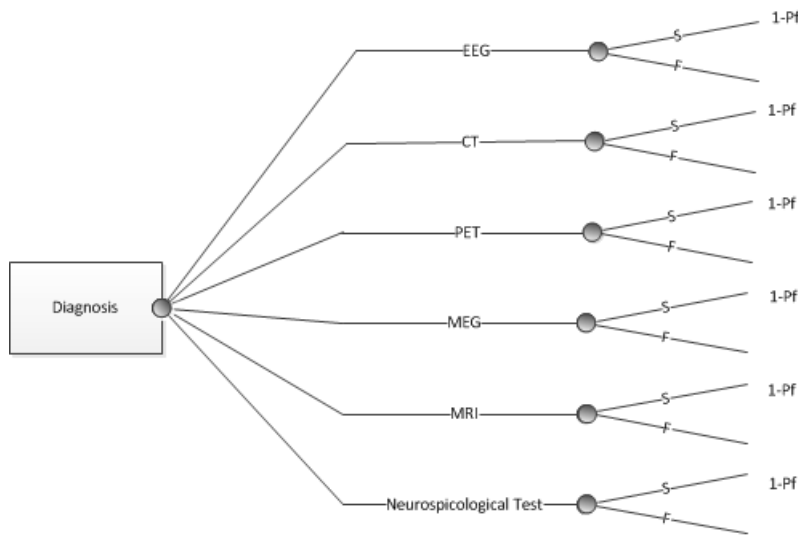 1-Pf
S
EEG
F
1-Pf
S
CT
F
1-Pf
S
PET
F
Diagnosis
1-Pf
S
MEG
F
1-Pf
S
MRI
F
1-Pf
S
Neurospicological Test
F